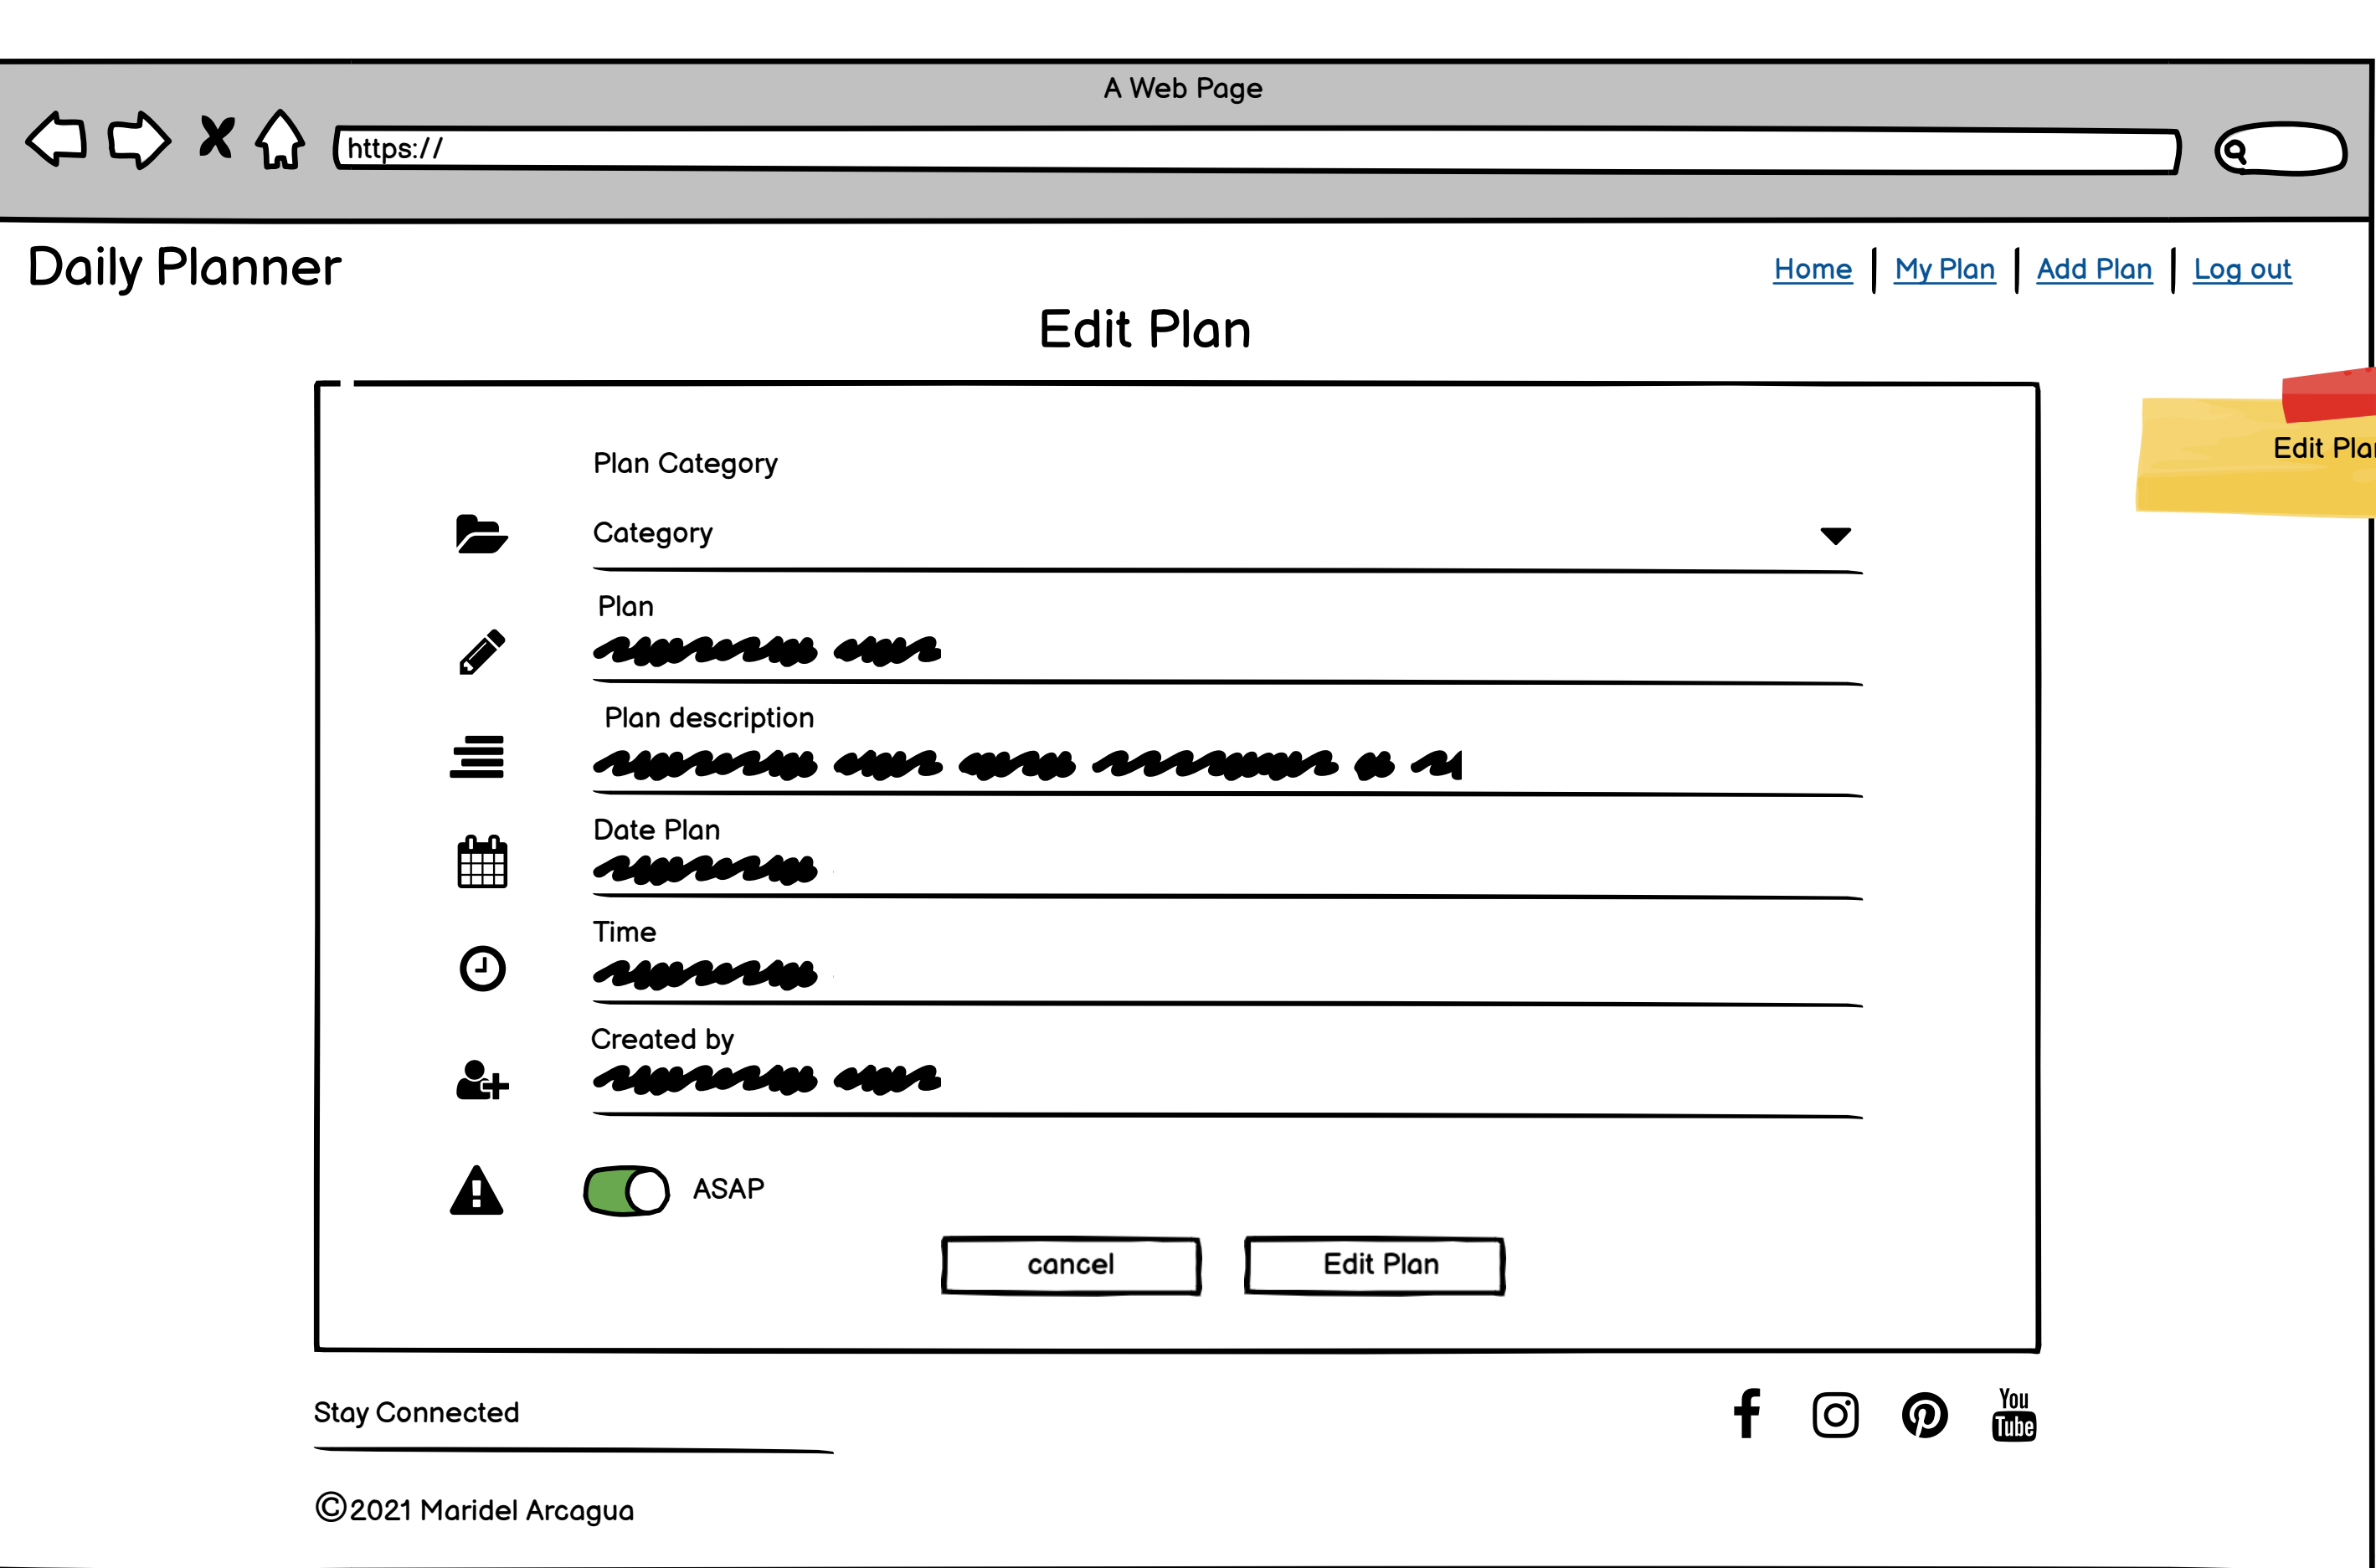 A Web Page
https://
Daily Planner
Home | My Plan | Add Plan | Log out
Edit Plan
Edit Plan
Plan Category
Category
Plan
Plan description
Date Plan
Time
Created by
ASAP
cancel
Edit Plan
Stay Connected
You
Tube
©2021 Maridel Arcagua